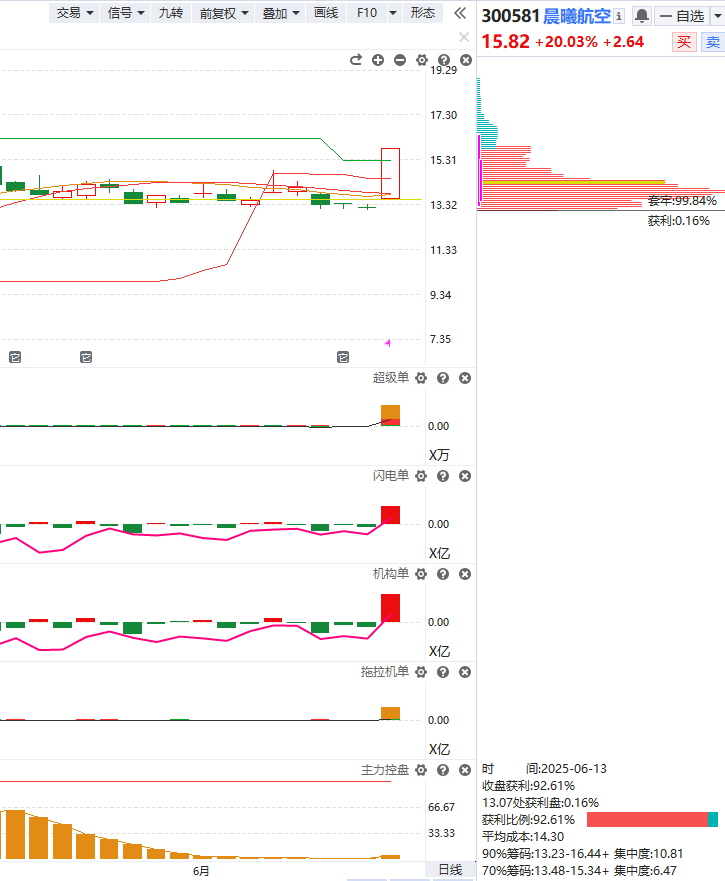 交易 信号 九转 前复权 叠加 画线 F10 形态
300581 晨曦航空 自选
15.82 +20.03% +2.64 买 卖
19.29
17.30
15.31
13.32
11.33
9.34
7.35
套牢:99.84%
获利:0.16%
超级单
0.00
X万
闪电单
0.00
X亿
机构单
0.00
X亿
拖拉机单
0.00
X亿
主力控盘
66.67
33.33
6月 日线
时 间:2025-06-13
收盘获利:92.61%
13.07处获利盘:0.16%
获利比例:92.61%
平均成本:14.30
90%筹码:13.23-16.44+ 集中度:10.81
70%筹码:13.48-15.34+ 集中度:6.47